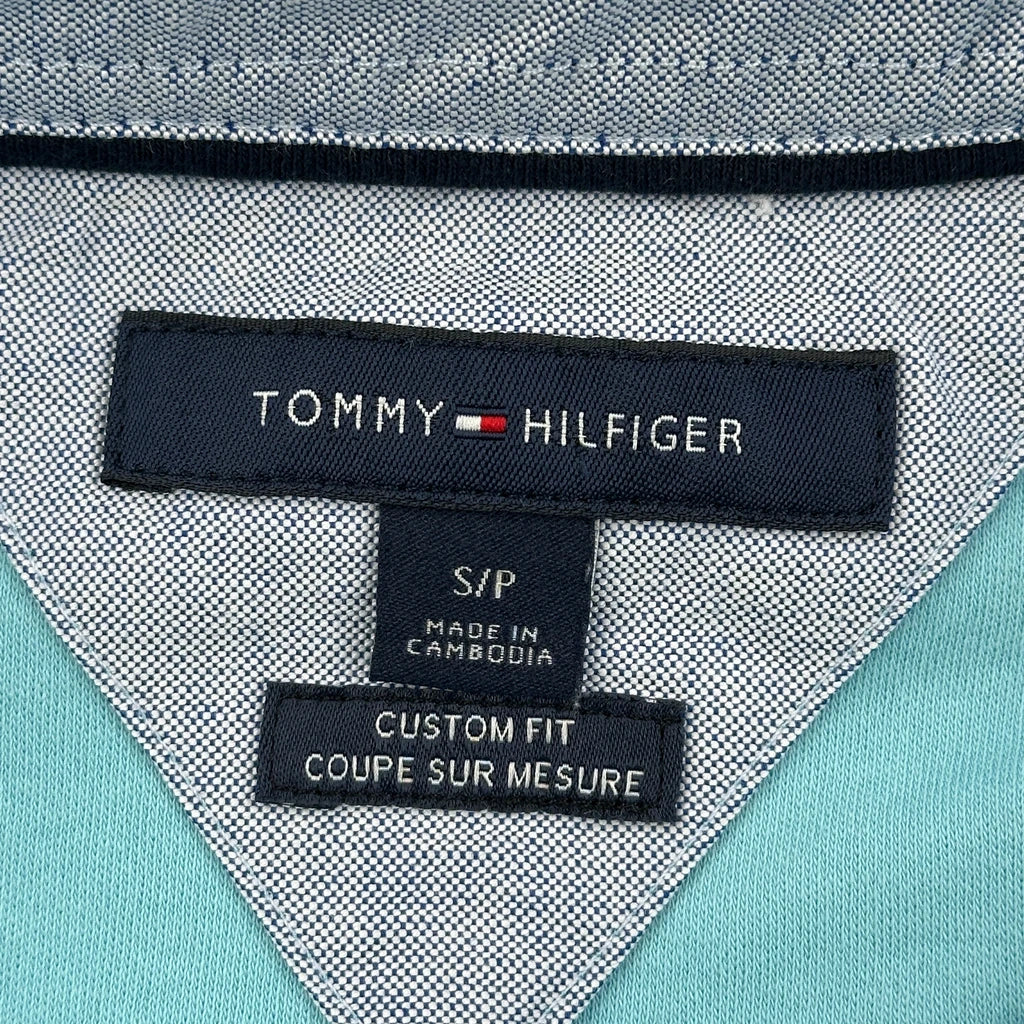 TOMMY HILFIGER
S/P
MADE IN
CAMBODIA
CUSTOM FIT
COUPE SUR MESURE